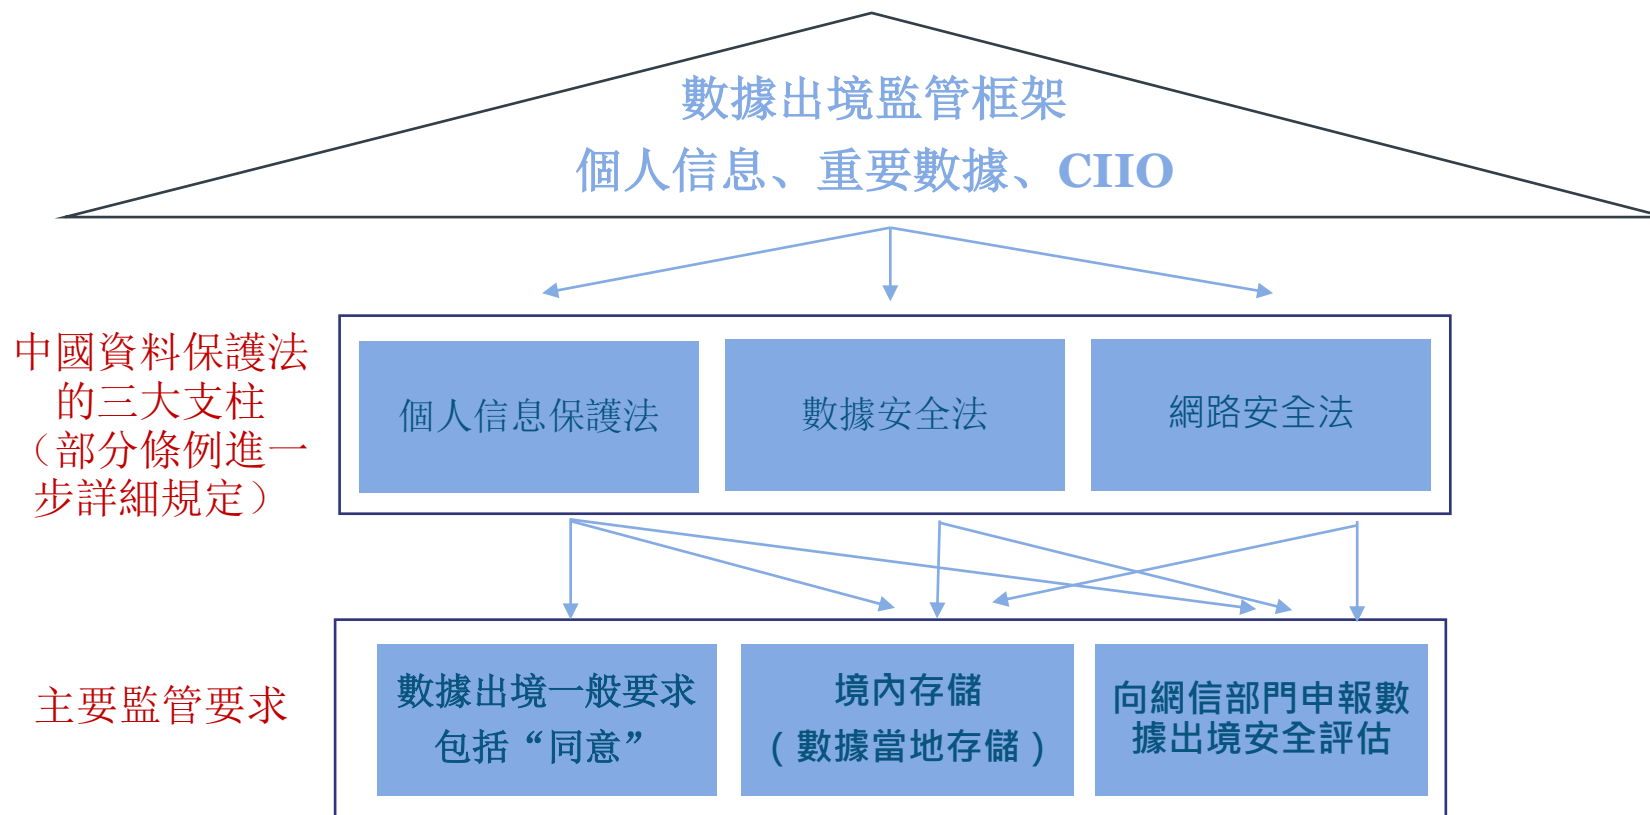 數據出境監管框架
個人信息、重要數據、CIIO
中國資料保護法
的三大支柱
（部分條例進一
步詳細規定）
個人信息保護法
數據安全法
網路安全法
主要監管要求
數據出境一般要求
包括“同意”
境內存儲
（數據當地存儲）
向網信部門申報數
據出境安全評估